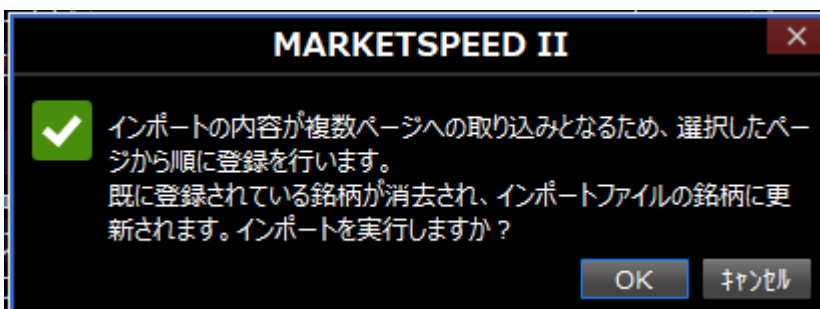 MARKETSPEED II
インポートの内容が複数ページへの取り込みとなるため、選択したペー
ジから順に登録を行います。
既に登録されている銘柄が消去され、インポートファイルの銘柄に更
新されます。インポートを実行しますか？
OK
ｷｬﾝｾﾙ